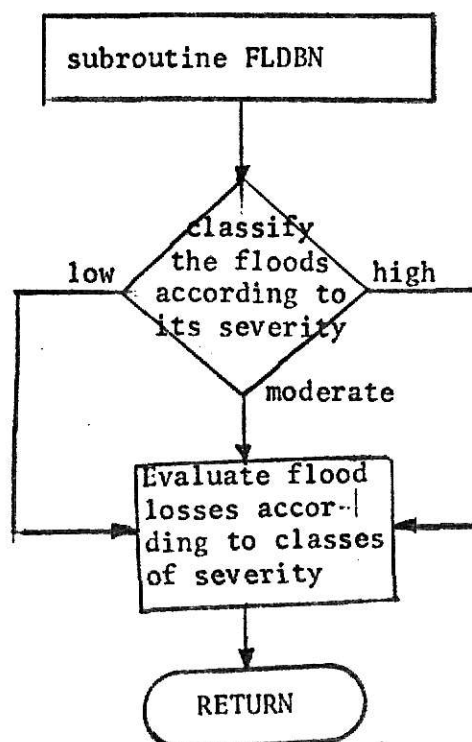 subroutine FLDBN
classify
the floods
according to
its severity
low
high
moderate
Evaluate flood
losses accor-
ding to classes
of severity
RETURN